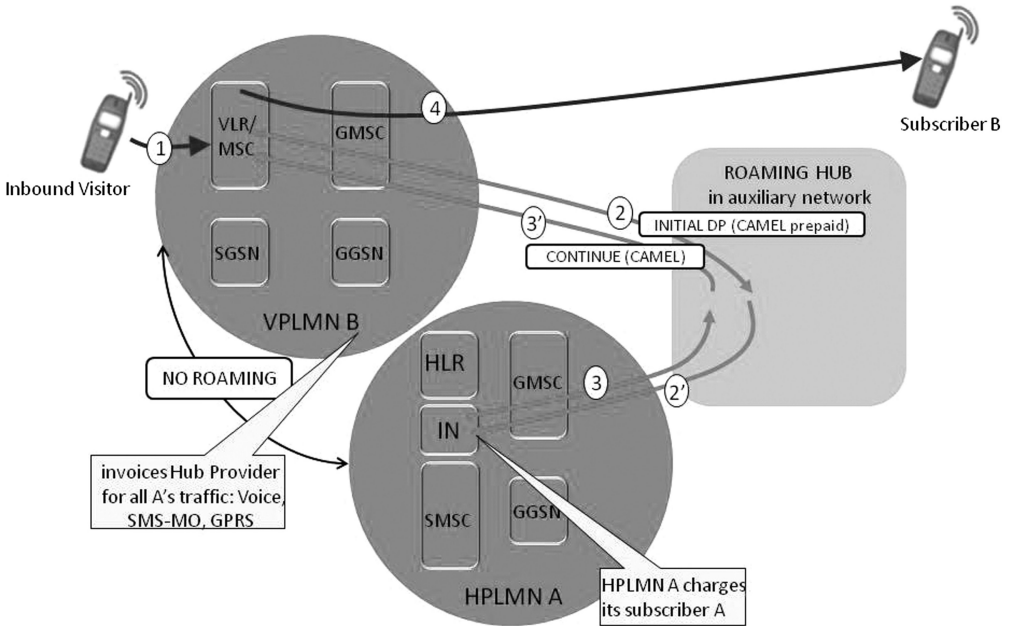 4
Subscriber B
1
VLR/
MSC
GMSC
Inbound Visitor
ROAMING HUB
in auxiliary network
2
INITIAL DP (CAMEL prepaid)
3’
CONTINUE (CAMEL)
SGSN
GGSN
VPLMN B
NO ROAMING
HLR
GMSC
3
2’
IN
invoices Hub Provider
for all A’s traffic: Voice,
SMS-MO, GPRS
SMSC
GGSN
HPLMN A
HPLMN A charges
its subscriber A